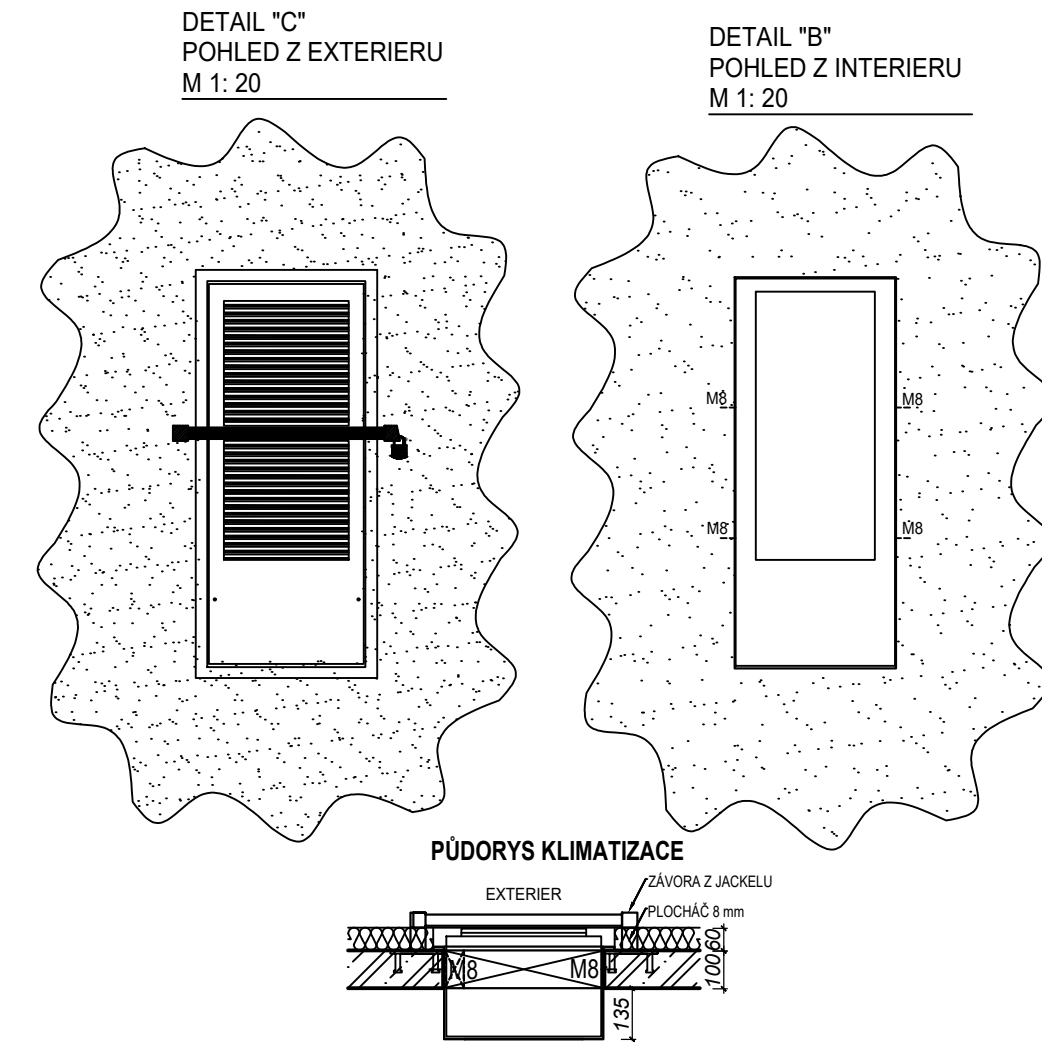 DETAIL "C"
POHLED Z EXTERIERU
M 1: 20
DETAIL "B"
POHLED Z INTERIERU
M 1: 20
M8
M8
M8
M8
PŮDORYS KLIMATIZACE
EXTERIER
ZÁVORA Z JACKELU
PLOCHÁČ 8 mm
60
100
M8
M8
135